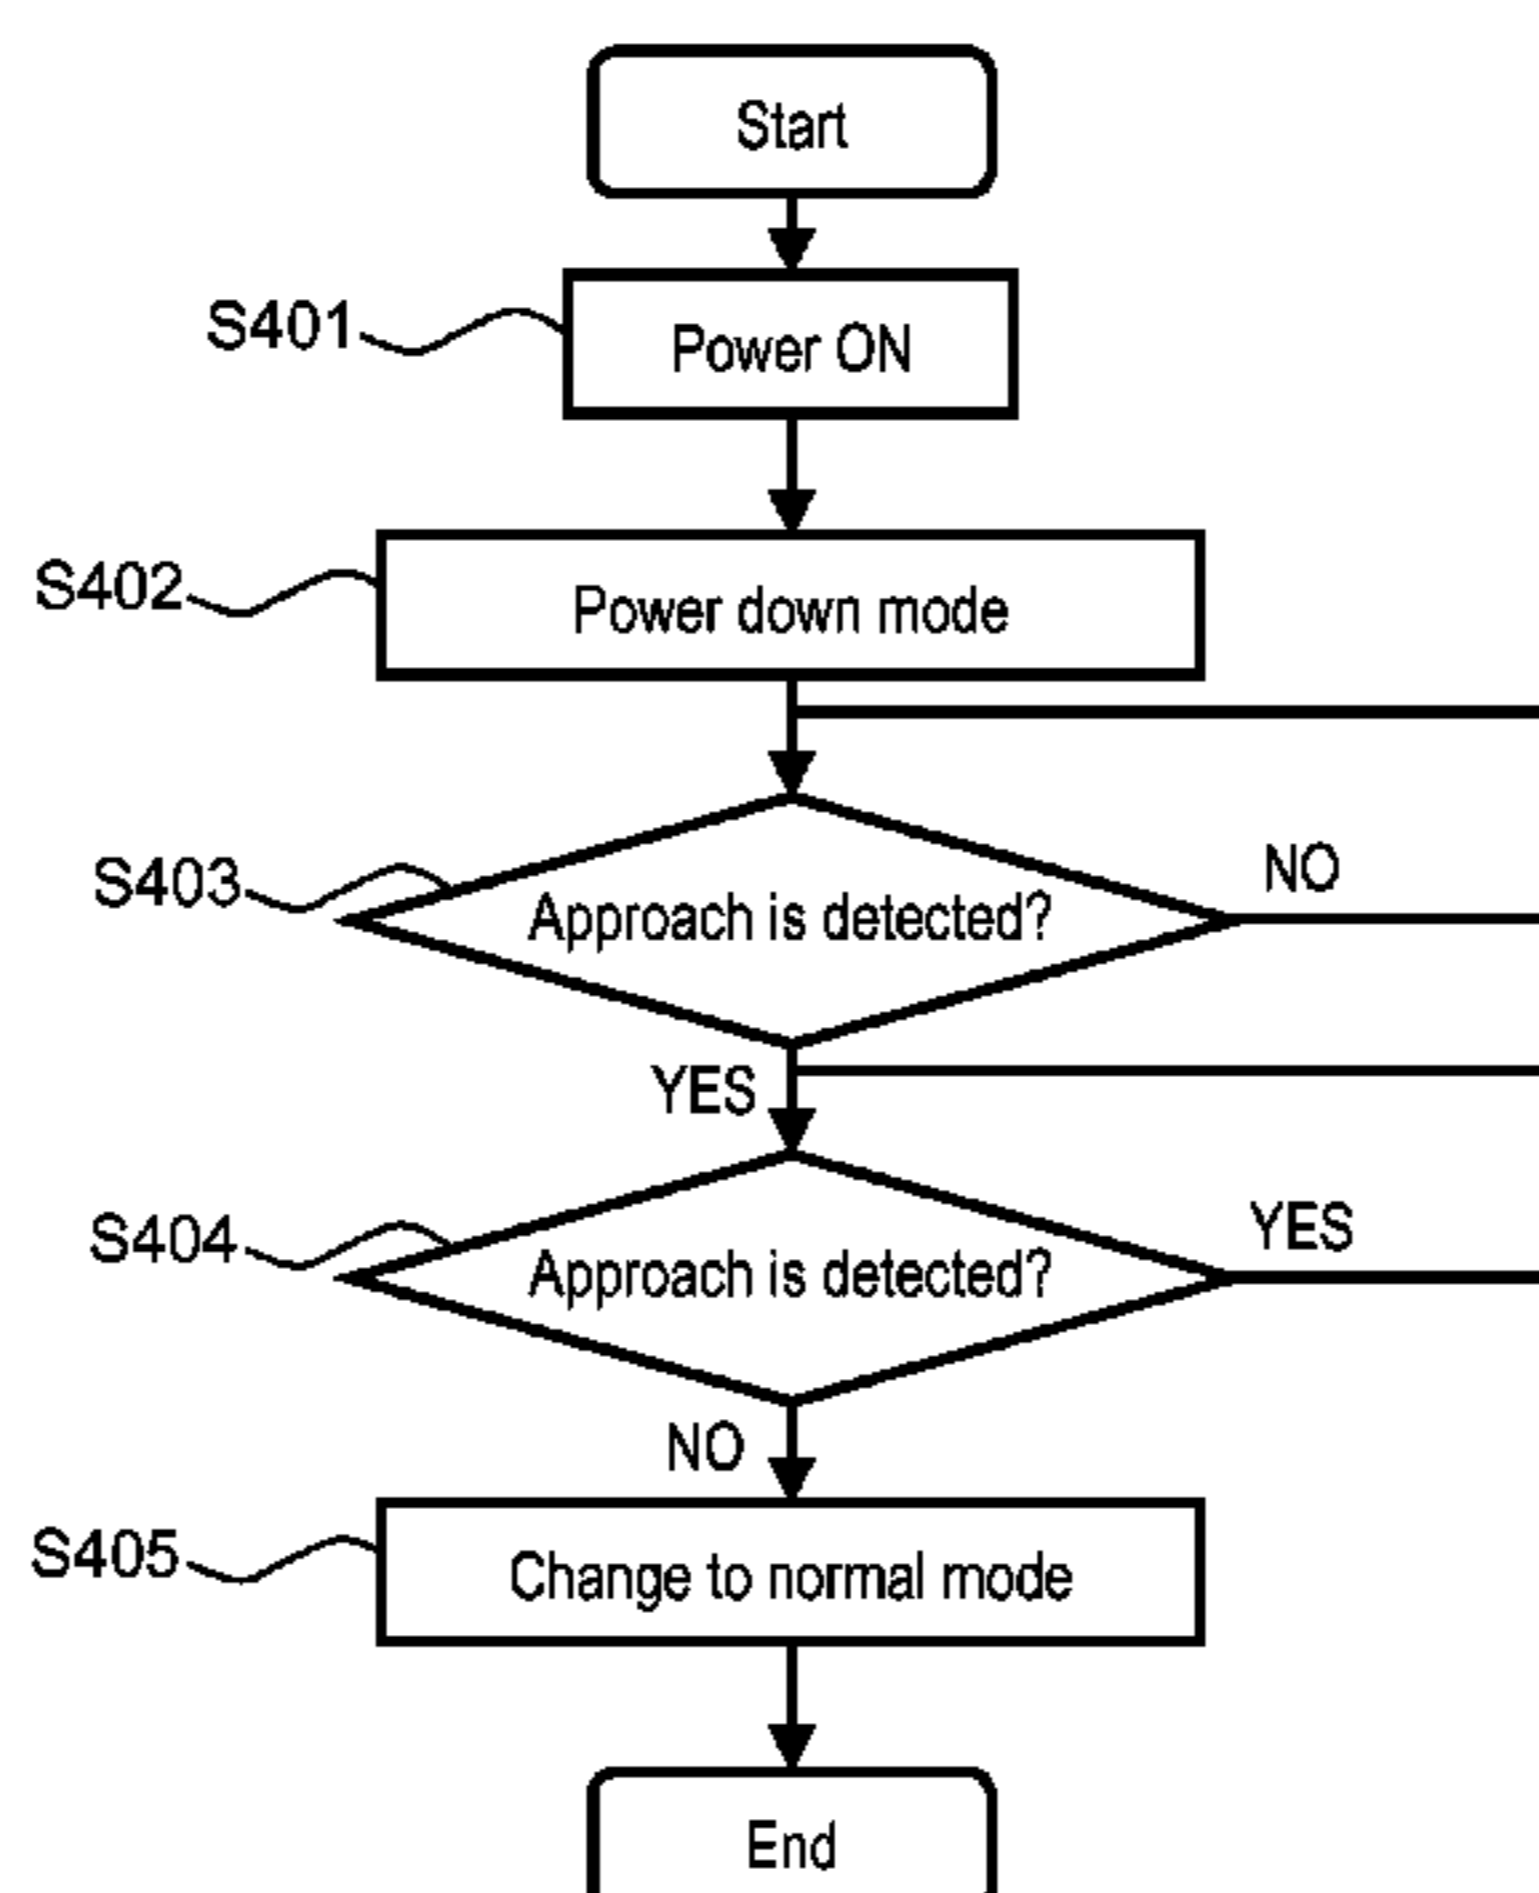 Start
S401
Power ON
S402
Power down mode
S403
Approach is detected?
NO
YES
S404
Approach is detected?
YES
NO
S405
Change to normal mode
End